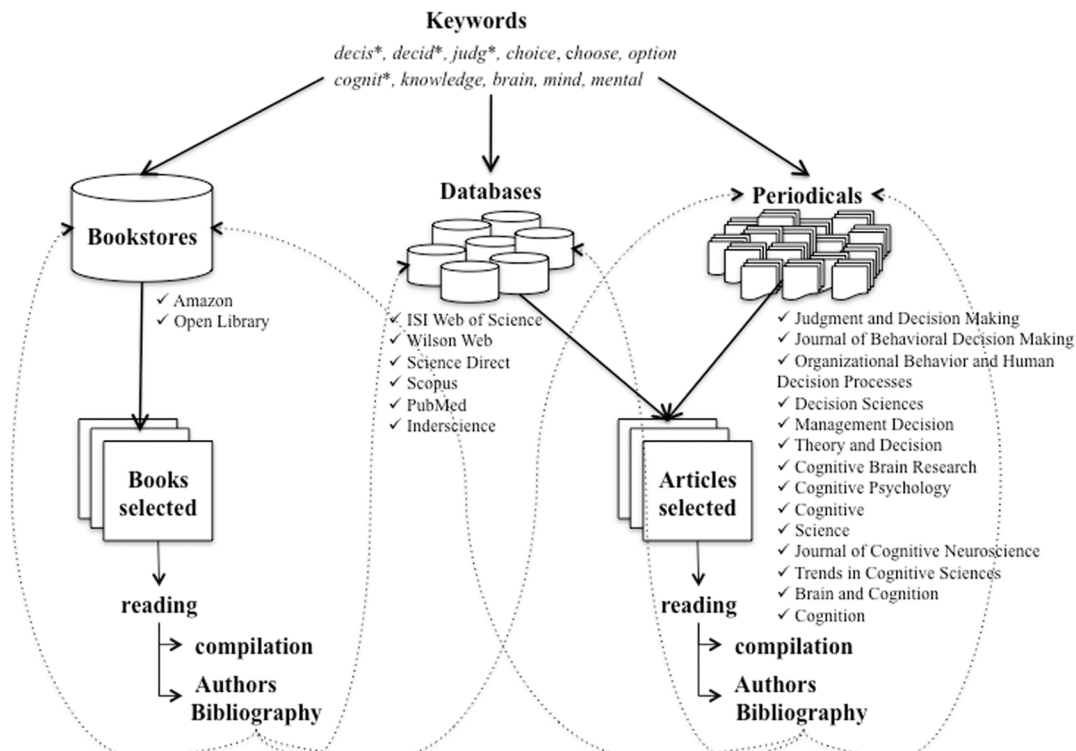 Keywords
decis*, decid*, judg*, choice, choose, option
cognit*, knowledge, brain, mind, mental
Bookstores
✓ Amazon
✓ Open Library
Books
selected
reading
compilation
Authors
Bibliography
Databases
✓ ISI Web of Science
✓ Wilson Web
✓ Science Direct
✓ Scopus
✓ PubMed
✓ Inderscience
Periodicals
✓ Judgment and Decision Making
✓ Journal of Behavioral Decision Making
✓ Organizational Behavior and Human
Decision Processes
✓ Decision Sciences
✓ Management Decision
✓ Theory and Decision
✓ Cognitive Brain Research
✓ Cognitive Psychology
✓ Cognitive
✓ Science
✓ Journal of Cognitive Neuroscience
✓ Trends in Cognitive Sciences
✓ Brain and Cognition
✓ Cognition
Articles
selected
reading
compilation
Authors
Bibliography